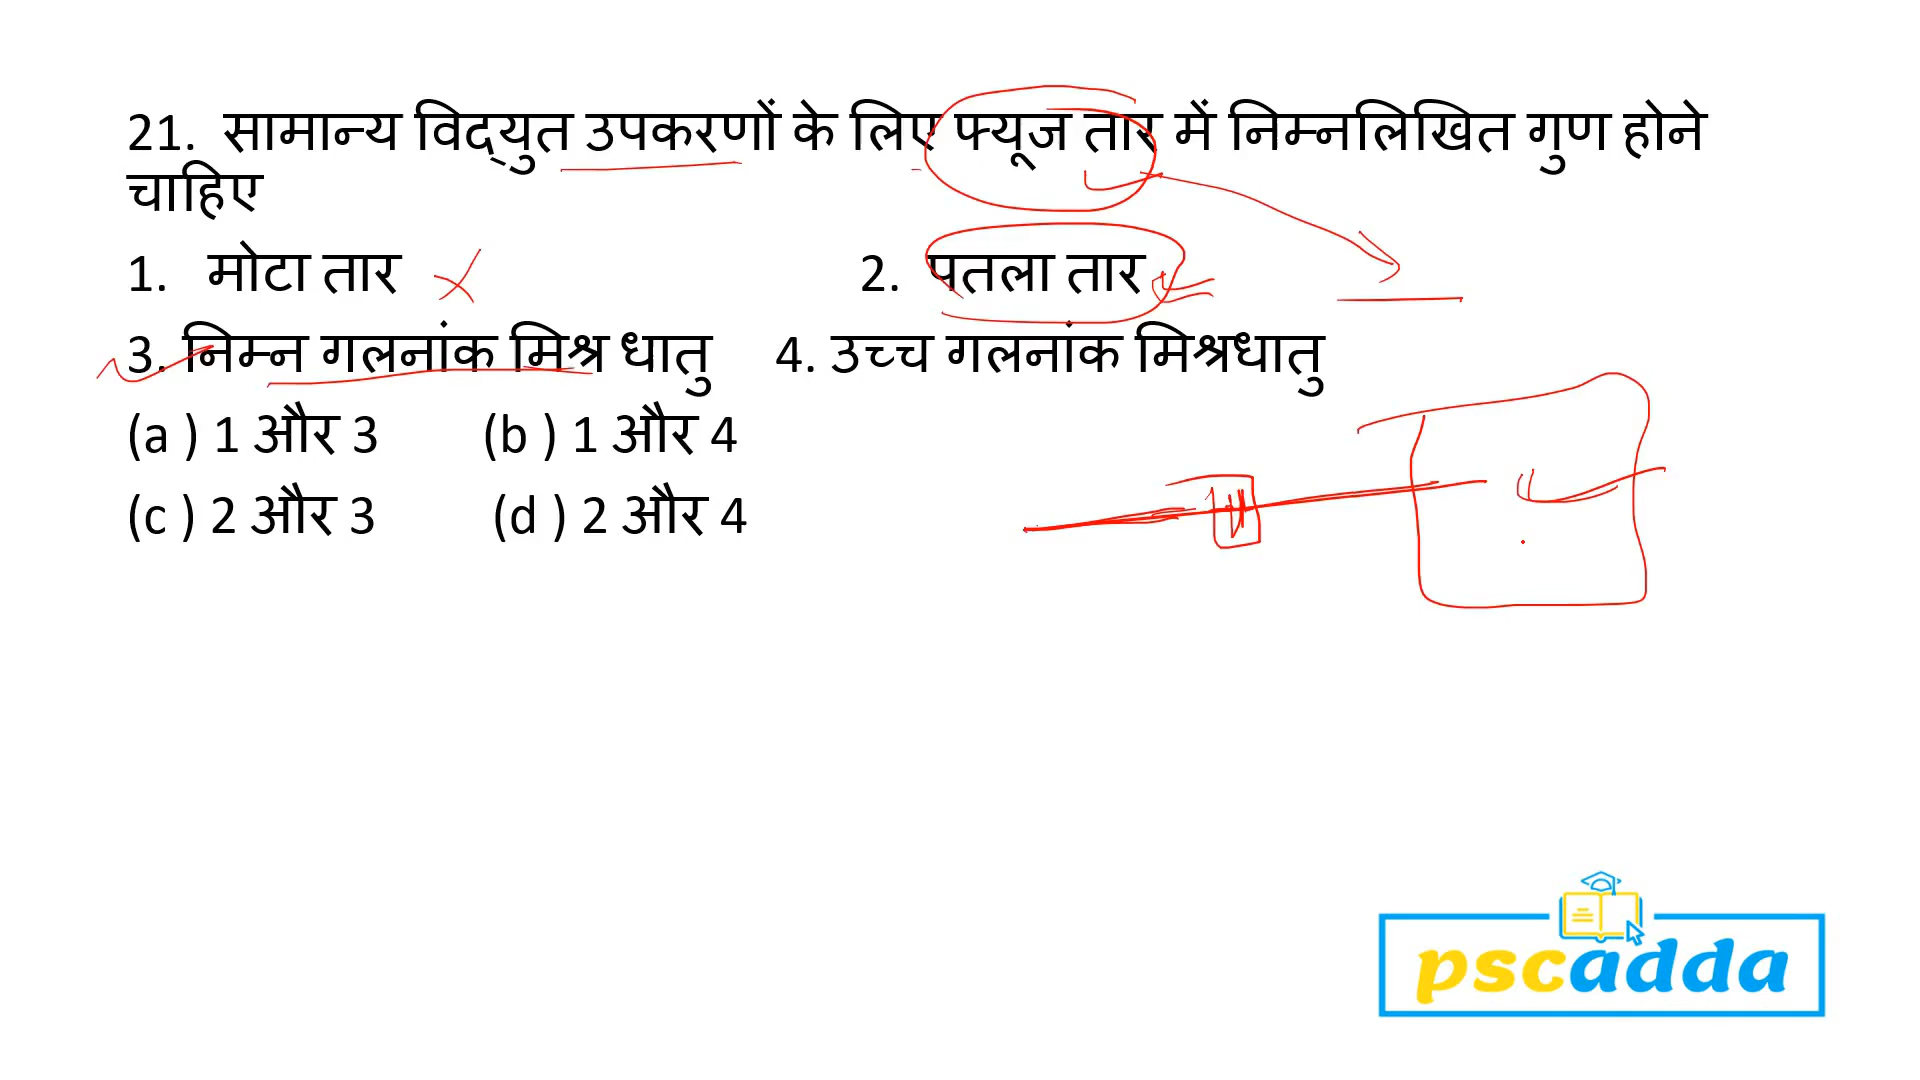 21. सामान्य विद्युत उपकरणों के लिए फ्यूज तार में निम्नलिखित गुण होने
चाहिए
1. मोटा तार 2. पतला तार
3. निम्न गलनांक मिश्र धातु 4. उच्च गलनांक मिश्रधातु
(a ) 1 और 3 (b ) 1 और 4
(c ) 2 और 3 (d ) 2 और 4
pscadda